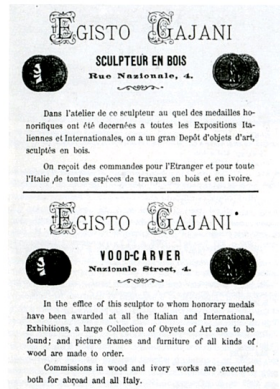 EGISTO GAJANI
SCULPTEUR EN BOIS
Rue Nazionale, 4.
Dans l'atelier de ce sculpteur au quel des medailles ho-
norifiques ont été decernées a toutes les Expositions Ita-
liennes et Internationales, on a un gran Depôt d'objets d'art,
sculptés en bois.
On reçoit des commandes pour l'Etranger et pour toute
l'Italie de toutes espèces de travaux en bois et en ivoire.
EGISTO GAJANI
WOOD-CARVER
Nazionale Street, 4.
In the effice of this sculptor to whom honorary medals
have been awarded at all the Italian and International,
Exhibitions, a large Collection of Obyets of Art are to be
found; and picture frames and furniture of all kinds of
wood are made to order.
Commissions in wood and ivory works are executed
both for abroad and all Italy.